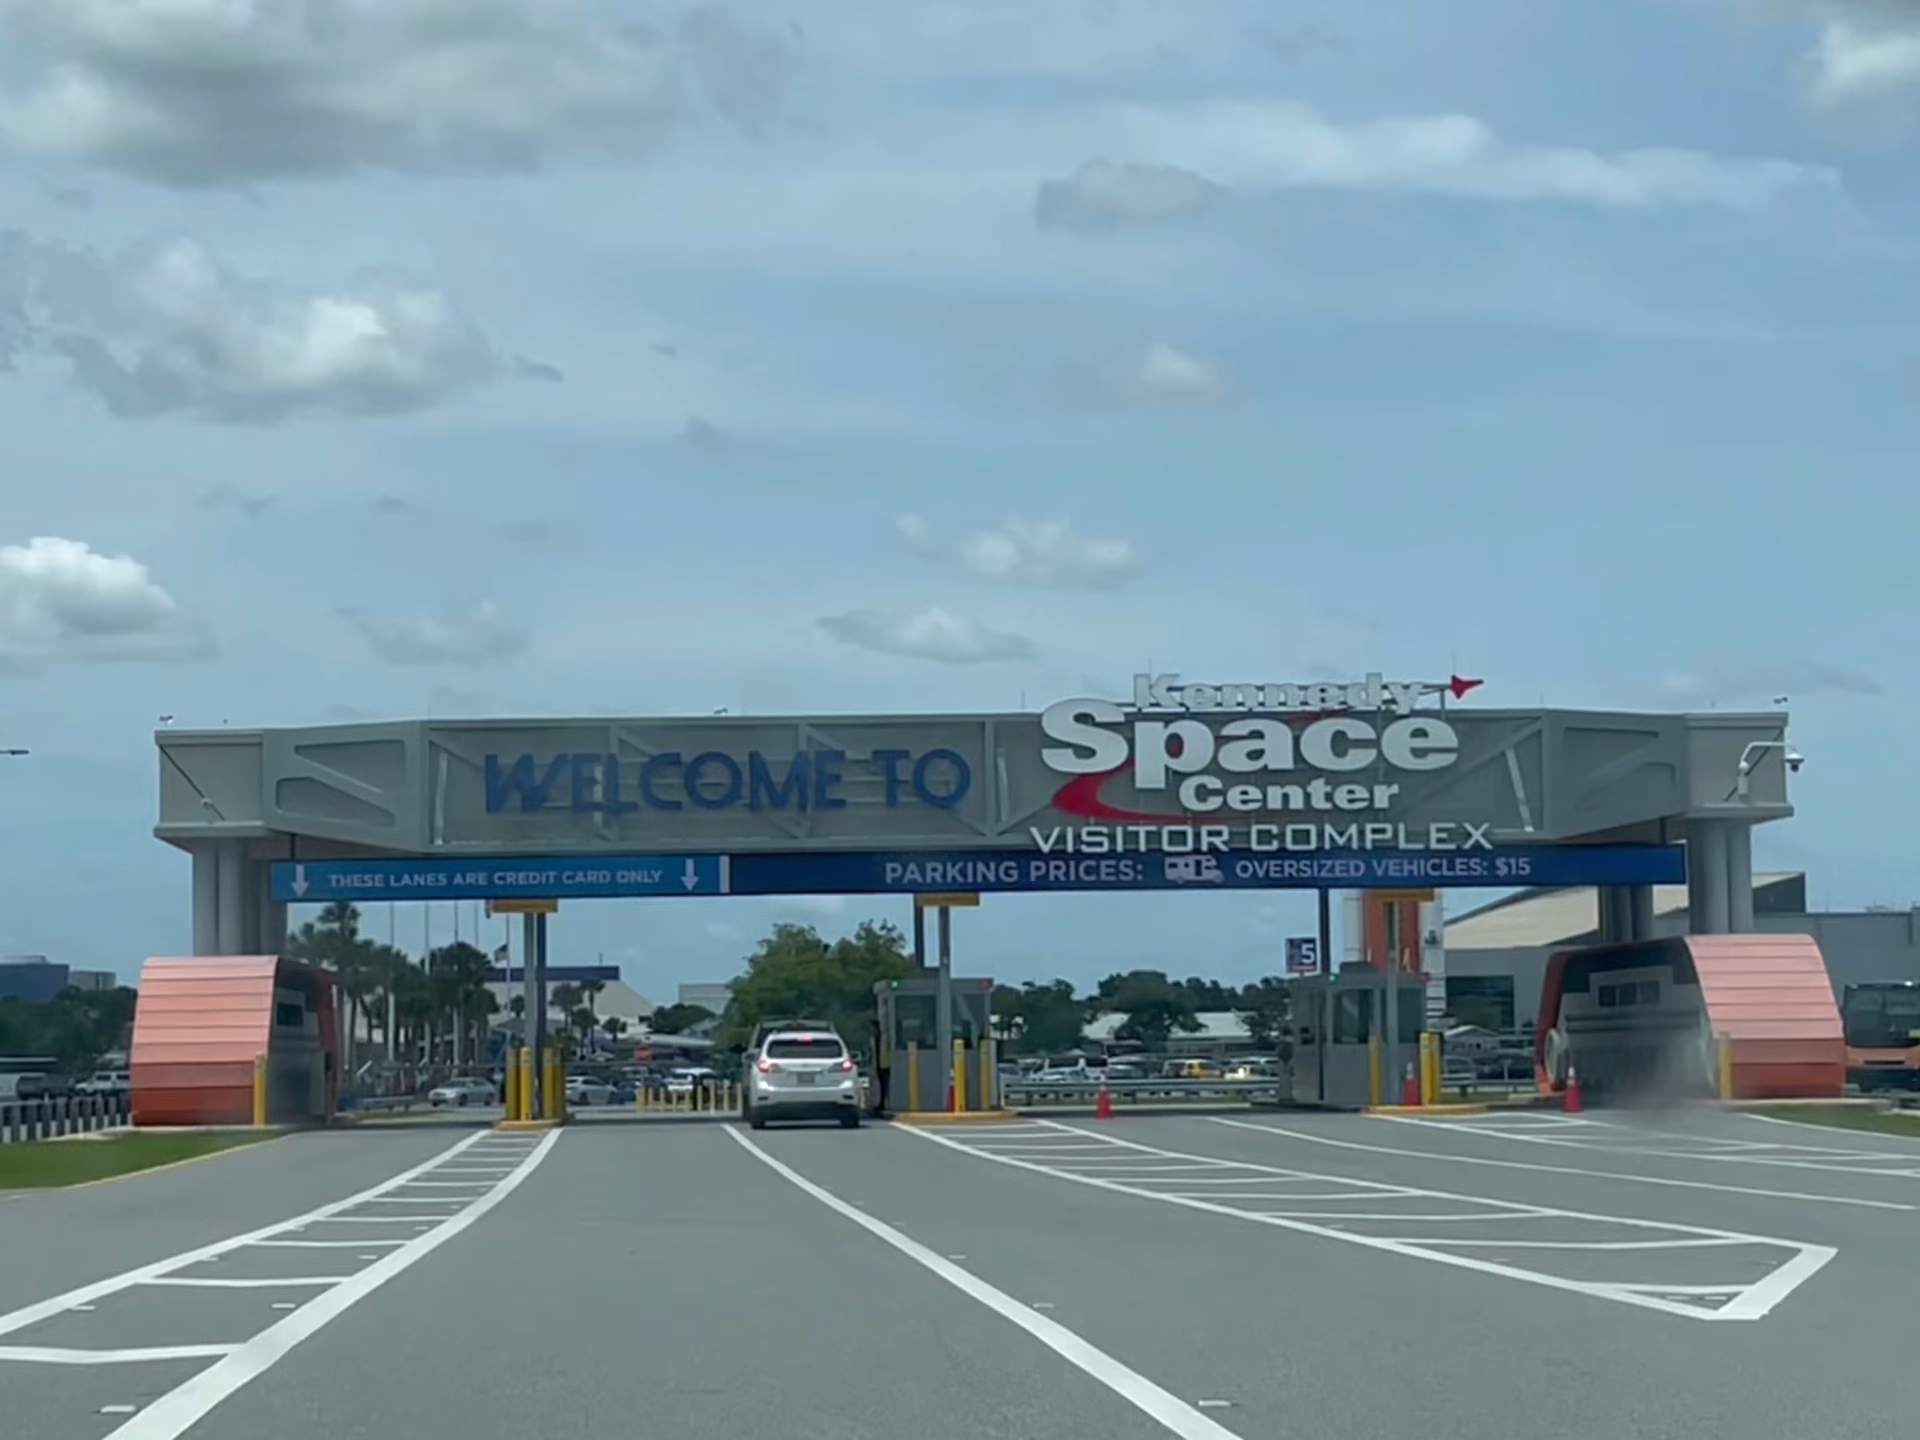 WELCOME TO
Kennedy
Space
Center
VISITOR COMPLEX
THESE LANES ARE CREDIT CARD ONLY
PARKING PRICES: OVERSIZED VEHICLES: $15
5